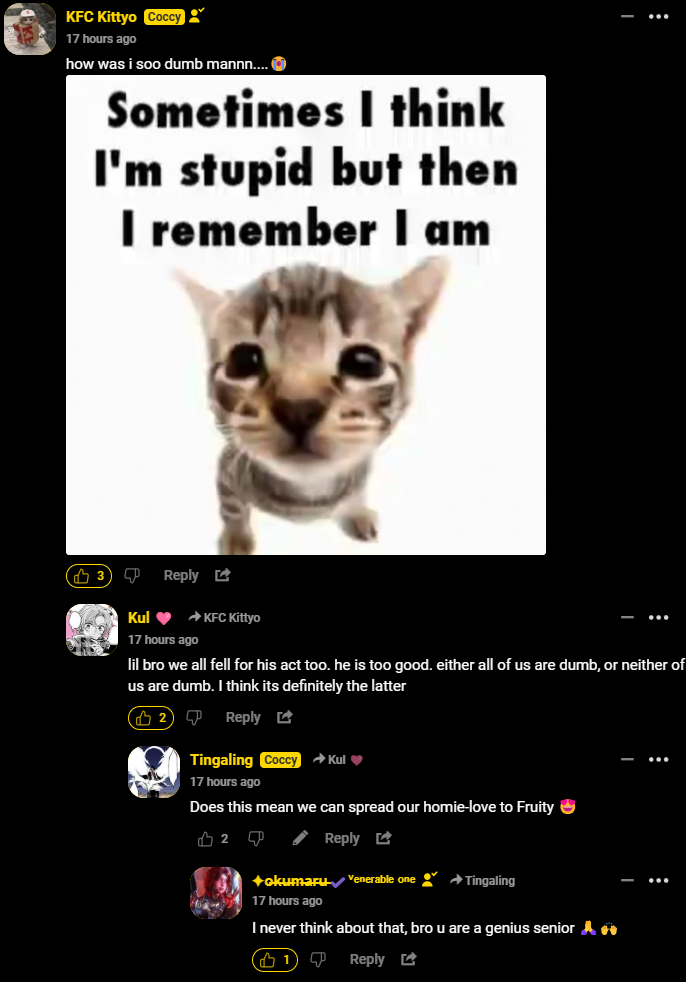 KFC Kittyo Coccy
17 hours ago
how was i soo dumb mannn.... 😭
Sometimes I think
I'm stupid but then
I remember I am
3 Reply
Kul 💗 KFC Kittyo
17 hours ago
lil bro we all fell for his act too. he is too good. either all of us are dumb, or neither of
us are dumb. I think its definitely the latter
2 Reply
Tingaling Coccy Kul 💗
17 hours ago
Does this mean we can spread our homie-love to Fruity 😍
2 Reply
✦okumaru ✓ ᵛenerable one Tingaling
17 hours ago
I never think about that, bro u are a genius senior 🙏 🙌
1 Reply